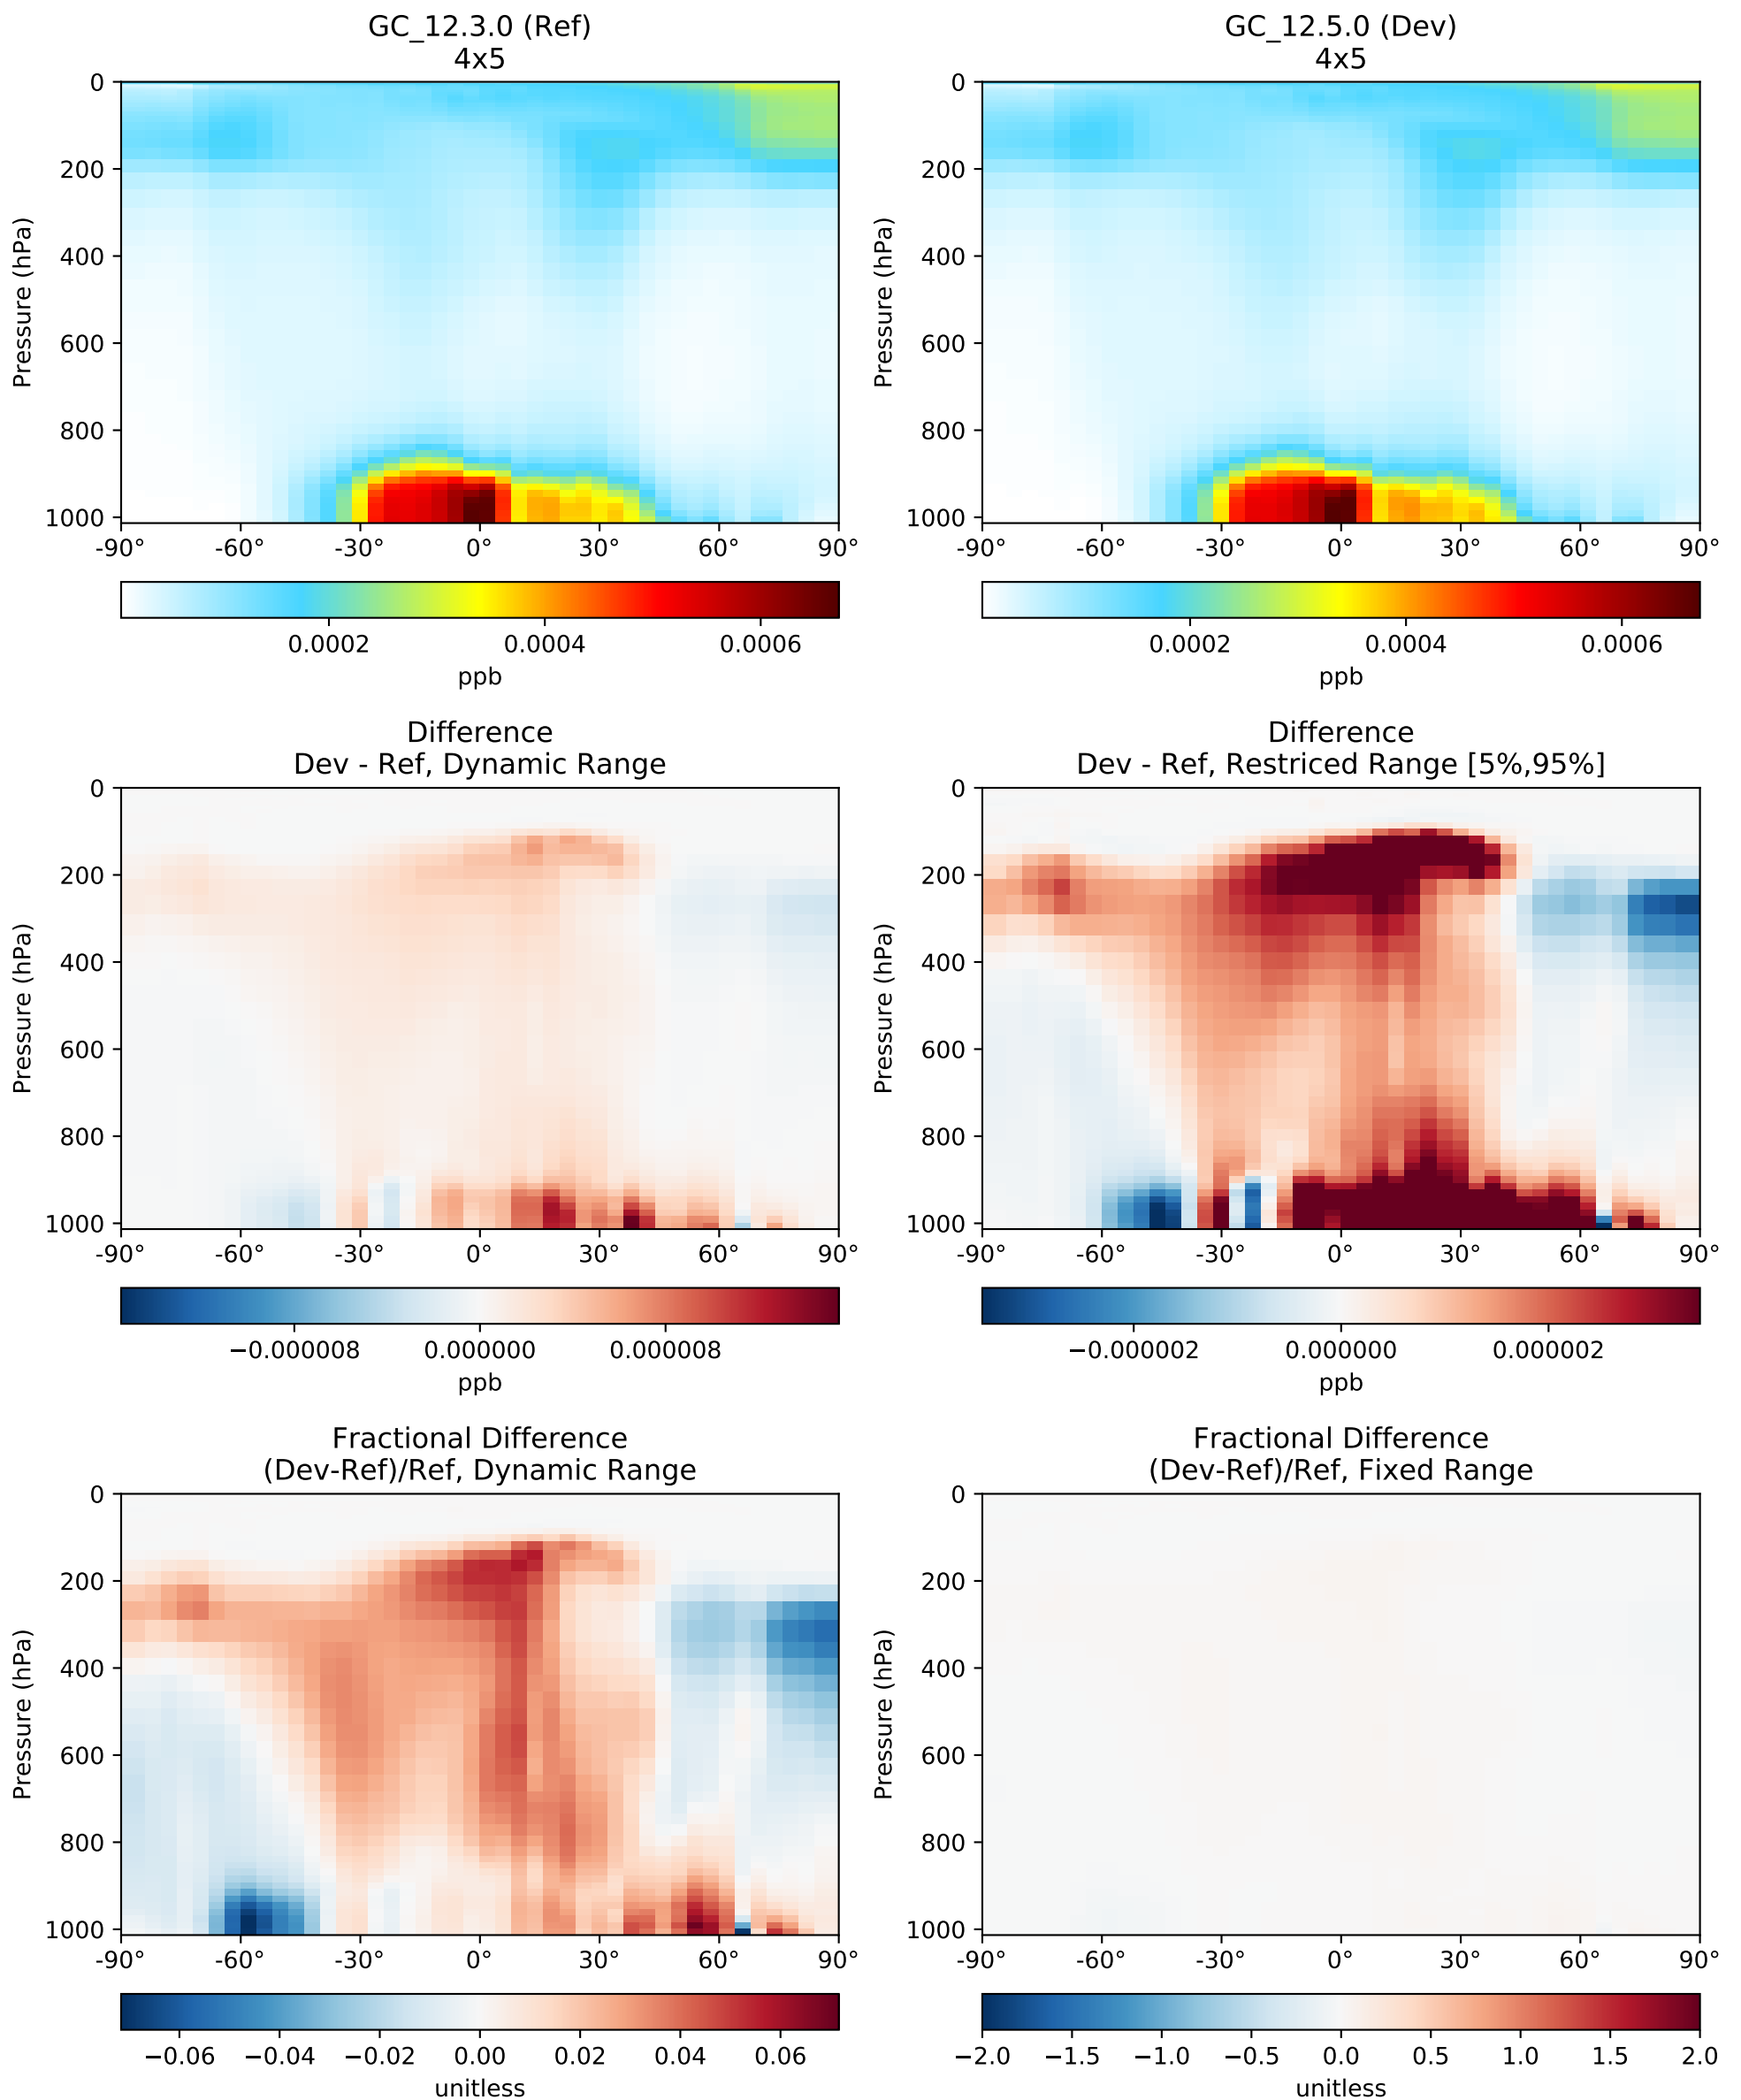 GC_12.3.0 (Ref)
4x5
GC_12.5.0 (Dev)
4x5
Pressure (hPa)
0
200
400
600
800
1000
-90° -60° -30° 0° 30° 60° 90°
0.0002 0.0004 0.0006
ppb
Pressure (hPa)
0
200
400
600
800
1000
-90° -60° -30° 0° 30° 60° 90°
0.0002 0.0004 0.0006
ppb
Difference
Dev - Ref, Dynamic Range
Pressure (hPa)
0
200
400
600
800
1000
-90° -60° -30° 0° 30° 60° 90°
−0.000008 0.000000 0.000008
ppb
Difference
Dev - Ref, Restriced Range [5%,95%]
Pressure (hPa)
0
200
400
600
800
1000
-90° -60° -30° 0° 30° 60° 90°
−0.000002 0.000000 0.000002
ppb
Fractional Difference
(Dev-Ref)/Ref, Dynamic Range
Pressure (hPa)
0
200
400
600
800
1000
-90° -60° -30° 0° 30° 60° 90°
−0.06 −0.04 −0.02 0.00 0.02 0.04 0.06
unitless
Fractional Difference
(Dev-Ref)/Ref, Fixed Range
Pressure (hPa)
0
200
400
600
800
1000
-90° -60° -30° 0° 30° 60° 90°
−2.0 −1.5 −1.0 −0.5 0.0 0.5 1.0 1.5 2.0
unitless